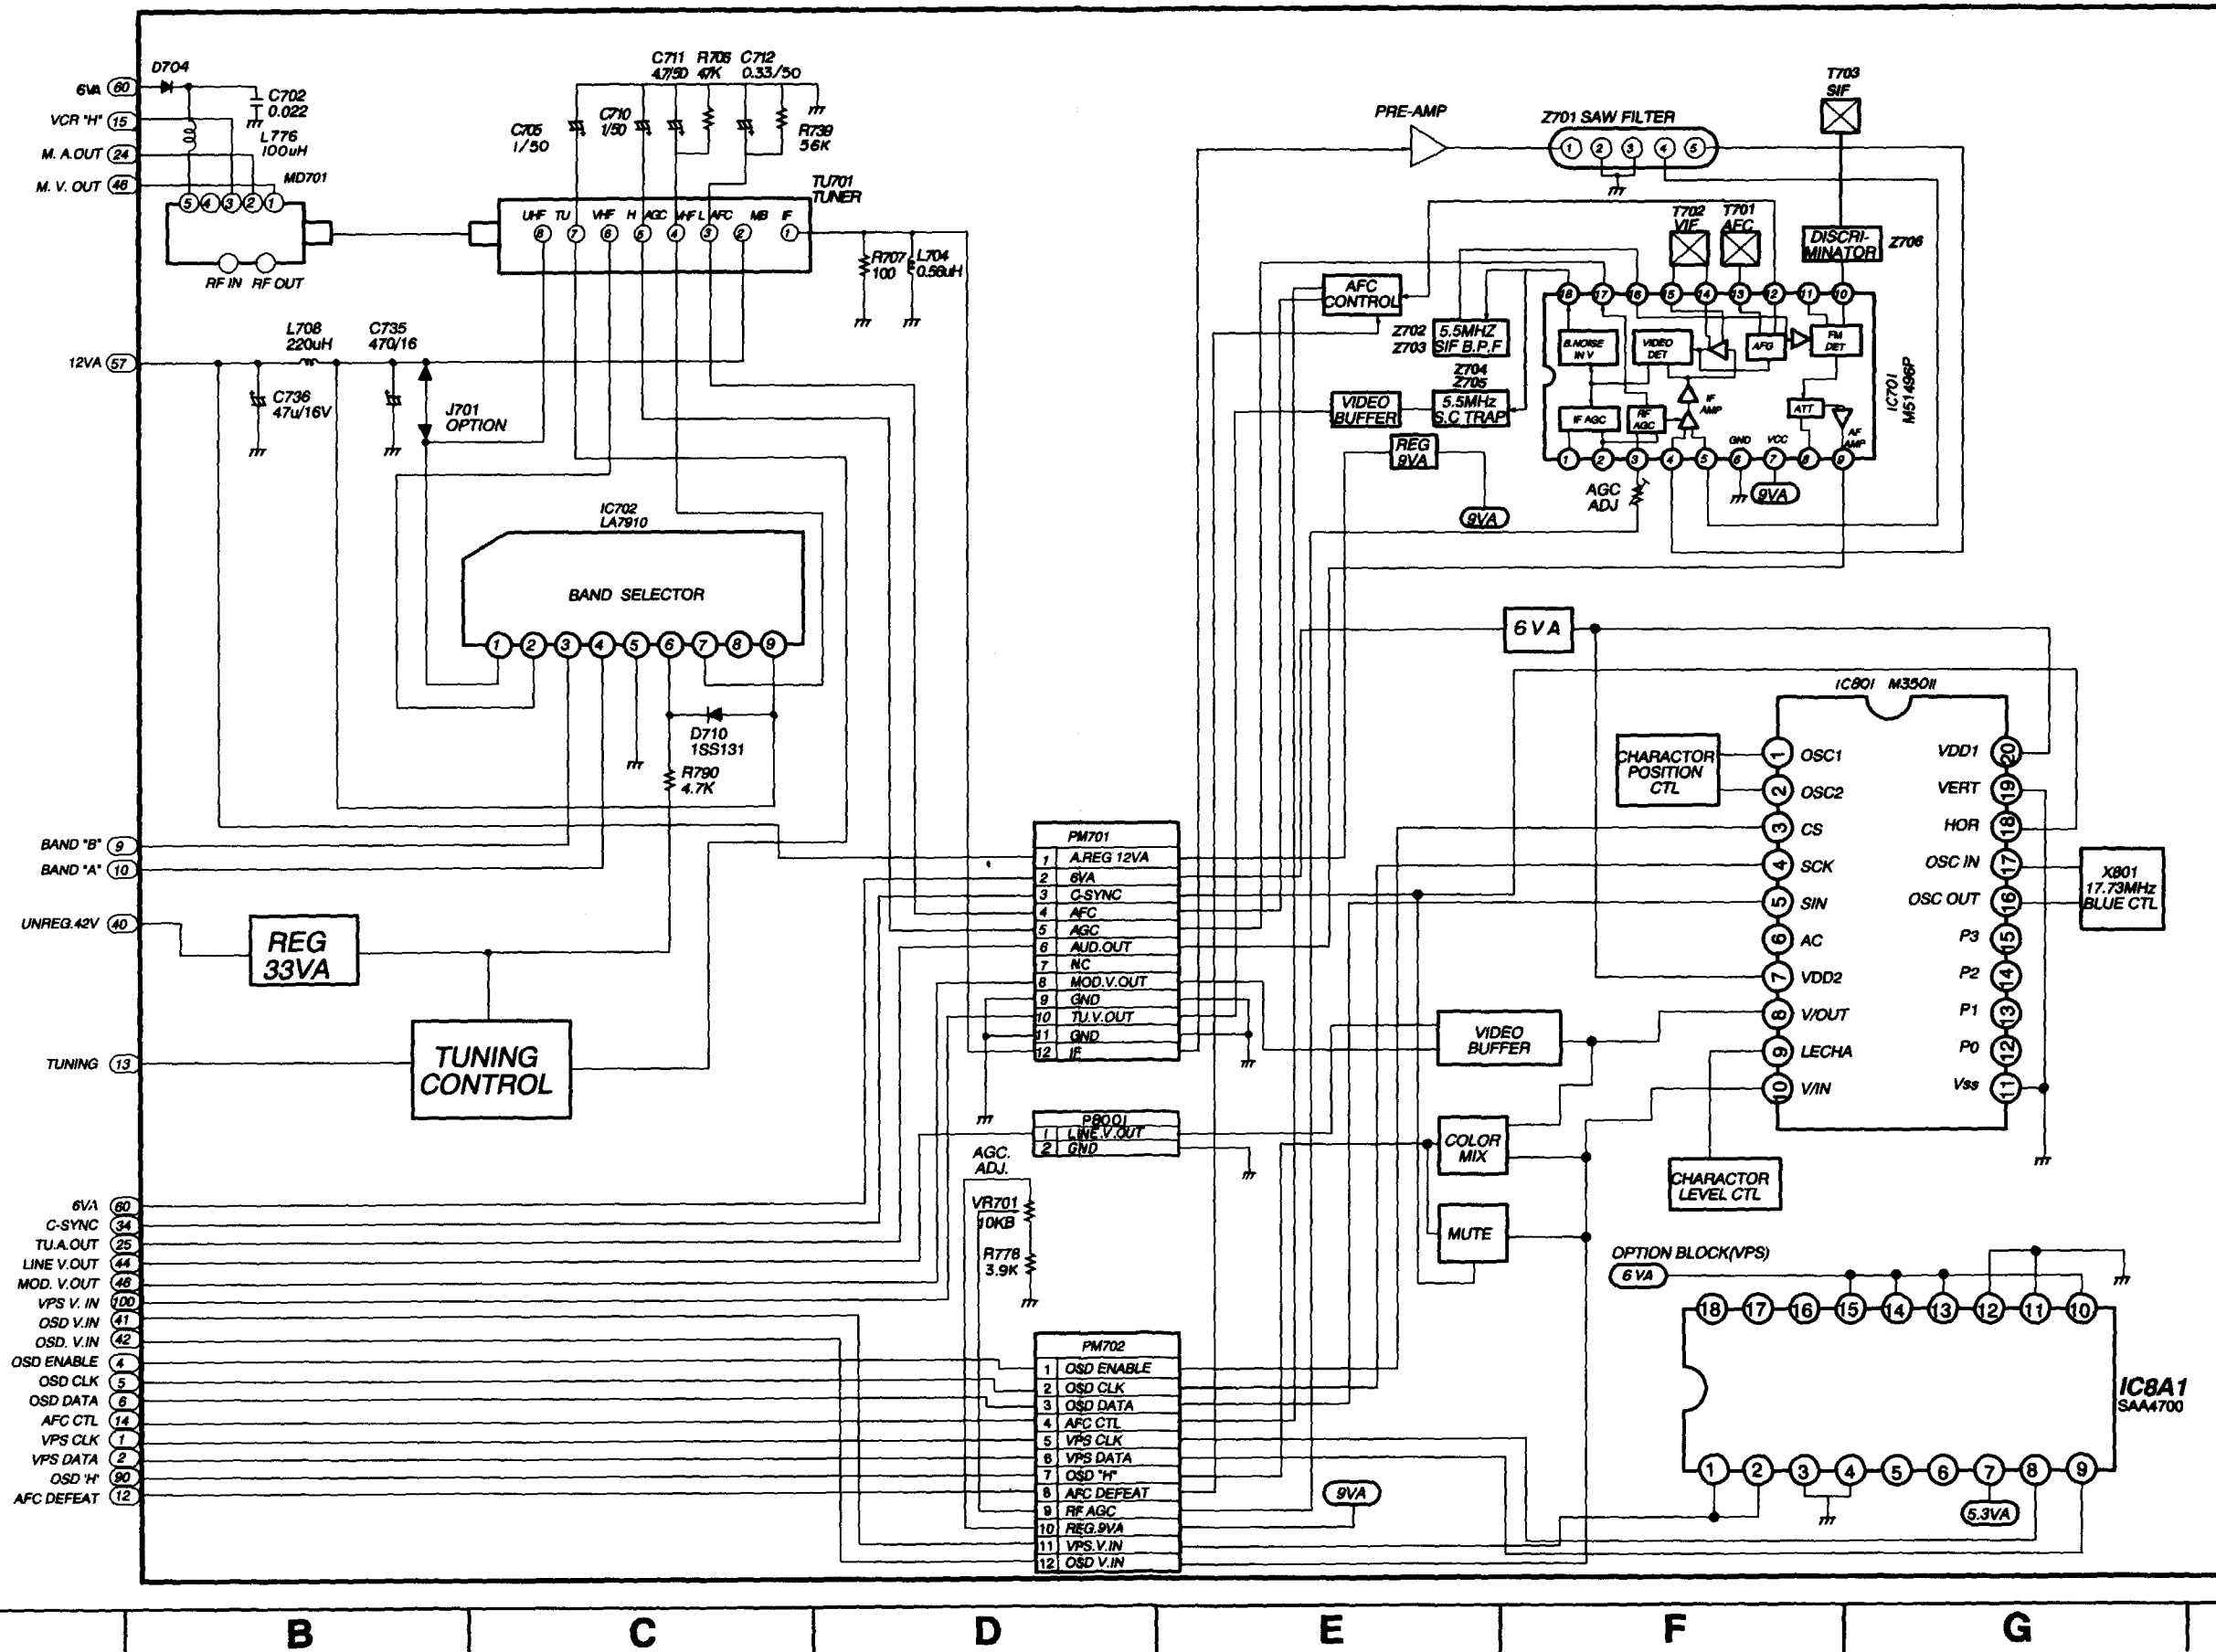 D704
6VA 60
C702
0.022
VCR "H" 15
L776
100uH
M. A.OUT 24
M. V. OUT 46
MD701
5 4 3 2 1
RF IN RF OUT
C711 R706 C712
4.7/50 47K 0.33/50
C705
1/50
C710
1/50
R739
56K
TU701
TUNER
UHF TU VHF H AGC VHF L AFC MB IF
8 7 6 5 4 3 2 1
R707
100
L704
0.56uH
L708
220uH
C735
470/16
12VA 57
C736
47u/16V
J701
OPTION
IC702
LA7910
BAND SELECTOR
1 2 3 4 5 6 7 8 9
D710
1SS131
R790
4.7K
BAND "B" 9
BAND "A" 10
UNREG.42V 40
REG
33VA
TUNING 13
TUNING
CONTROL
PRE-AMP
Z701 SAW FILTER
1 2 3 4 5
T703
SIF
T702
VIF
T701
AFC
DISCRI-
MINATOR
Z706
AFC
CONTROL
Z702
Z703
5.5MHZ
SIF B.P.F
Z704
Z705
5.5MHz
S.C TRAP
VIDEO
BUFFER
REG
9VA
9VA
18 17 16 15 14 13 12 11 10
B.NOISE
IN V
VIDEO
DET
AFG
FM
DET
IF AGC
RF
AGC
IF
AMP
ATT
AF
AMP
GND VCC
1 2 3 4 5 6 7 8 9
IC701
M51496P
AGC
ADJ
9VA
6VA
IC801 M35011
CHARACTOR
POSITION
CTL
1 OSC1
2 OSC2
3 CS
4 SCK
5 SIN
6 AC
7 VDD2
8 V/OUT
9 LECHA
10 V/IN
VDD1 20
VERT 19
HOR 18
OSC IN 17
OSC OUT 16
P3 15
P2 14
P1 13
P0 12
Vss 11
X801
17.73MHz
BLUE CTL
PM701
1 A.REG 12VA
2 6VA
3 C-SYNC
4 AFC
5 AGC
6 AUD.OUT
7 NC
8 MOD.V.OUT
9 GND
10 TU.V.OUT
11 GND
12 IF
P8001
1 LINE.V.OUT
2 GND
VIDEO
BUFFER
COLOR
MIX
MUTE
CHARACTOR
LEVEL CTL
AGC.
ADJ.
VR701
10KB
R778
3.9K
6VA 60
C-SYNC 34
TU.A.OUT 25
LINE V.OUT 44
MOD. V.OUT 46
VPS V. IN 100
OSD V.IN 41
OSD. V.IN 42
OSD ENABLE 4
OSD CLK 5
OSD DATA 6
AFC CTL 14
VPS CLK 1
VPS DATA 2
OSD 'H' 90
AFC DEFEAT 12
PM702
1 OSD ENABLE
2 OSD CLK
3 OSD DATA
4 AFC CTL
5 VPS CLK
6 VPS DATA
7 OSD "H"
8 AFC DEFEAT
9 RF AGC
10 REG.9VA
11 VPS.V.IN
12 OSD V.IN
9VA
OPTION BLOCK(VPS)
6 VA
18 17 16 15 14 13 12 11 10
IC8A1
SAA4700
1 2 3 4 5 6 7 8 9
5.3VA
B C D E F G